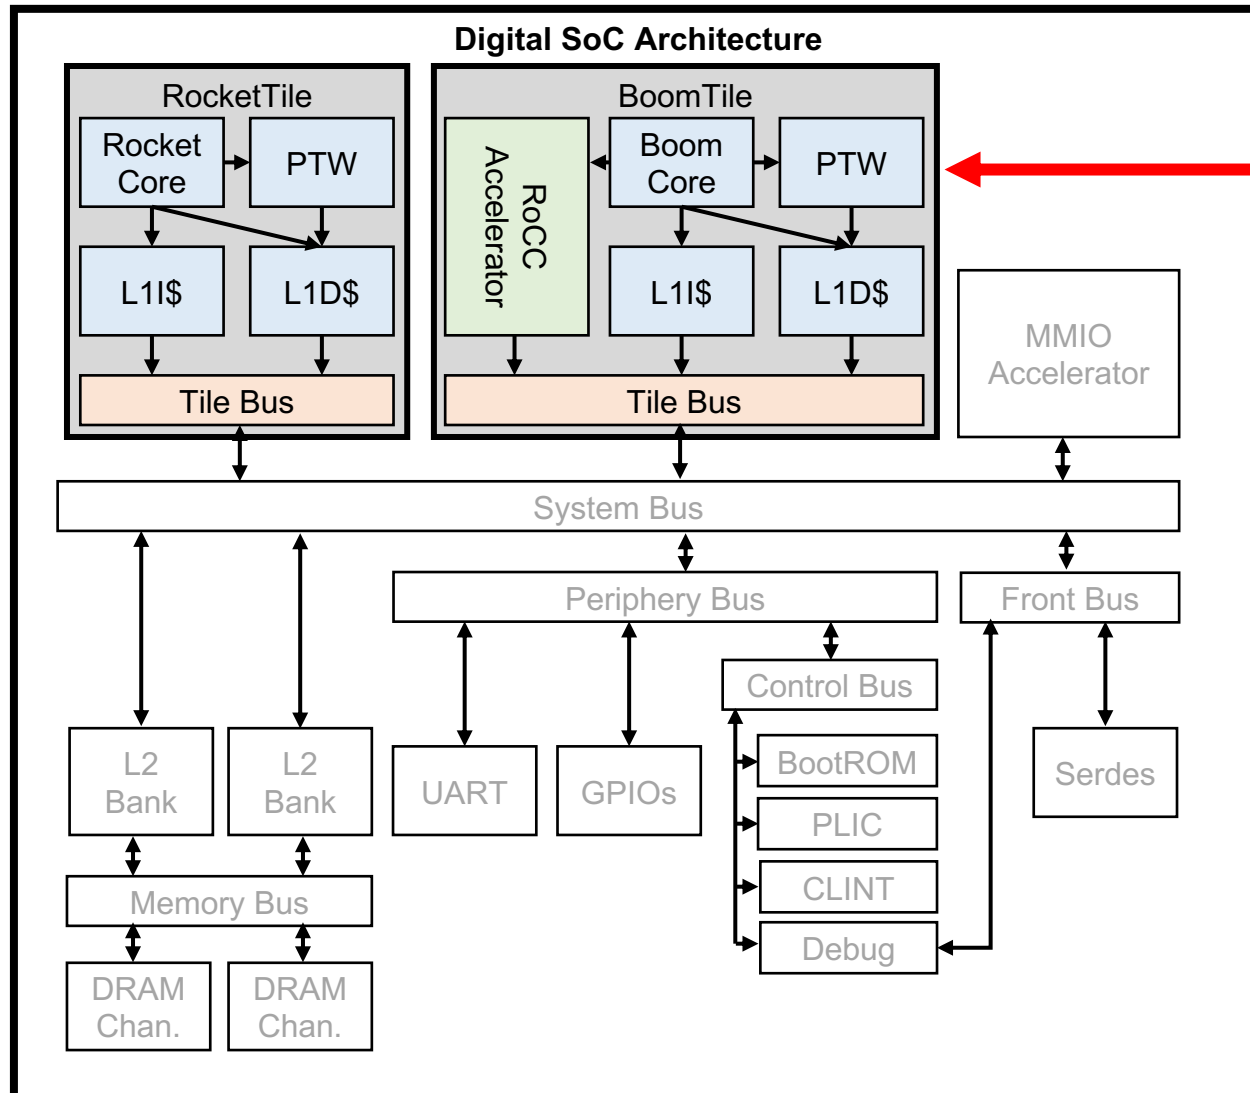 Digital SoC Architecture
RocketTile
Rocket
Core
PTW
L1I$
L1D$
Tile Bus
BoomTile
RoCC
Accelerator
Boom
Core
PTW
L1I$
L1D$
Tile Bus
MMIO
Accelerator
System Bus
Periphery Bus
Front Bus
Control Bus
L2
Bank
L2
Bank
UART
GPIOs
BootROM
PLIC
CLINT
Debug
Serdes
Memory Bus
DRAM
Chan.
DRAM
Chan.